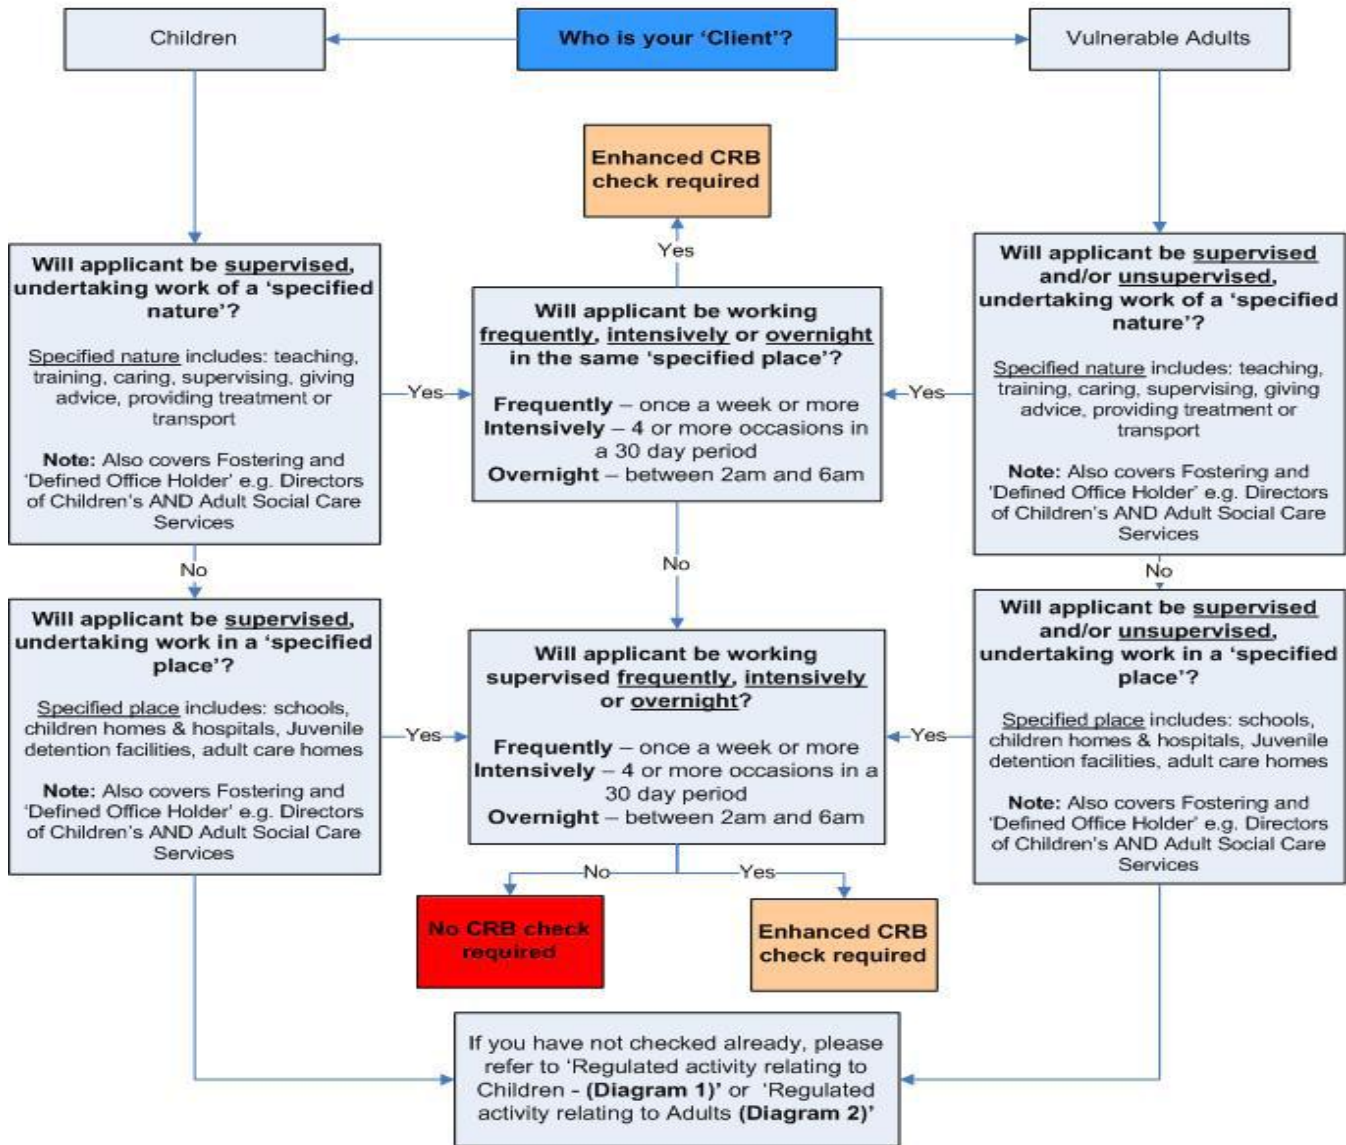 Children
Who is your ‘Client’?
Vulnerable Adults
Enhanced CRB
check required
Yes
Will applicant be supervised,
undertaking work of a ‘specified
nature’?
Specified nature includes: teaching,
training, caring, supervising, giving
advice, providing treatment or
transport
Note: Also covers Fostering and
‘Defined Office Holder’ e.g. Directors
of Children’s AND Adult Social Care
Services
Yes
Will applicant be working
frequently, intensively or overnight
in the same ‘specified place’?
Frequently – once a week or more
Intensively – 4 or more occasions in
a 30 day period
Overnight – between 2am and 6am
Yes
Will applicant be supervised
and/or unsupervised,
undertaking work of a ‘specified
nature’?
Specified nature includes: teaching,
training, caring, supervising, giving
advice, providing treatment or
transport
Note: Also covers Fostering and
‘Defined Office Holder’ e.g. Directors
of Children’s AND Adult Social Care
Services
No
No
No
Will applicant be supervised,
undertaking work in a ‘specified
place’?
Specified place includes: schools,
children homes & hospitals, Juvenile
detention facilities, adult care homes
Note: Also covers Fostering and
‘Defined Office Holder’ e.g. Directors
of Children’s AND Adult Social Care
Services
Yes
Will applicant be working
supervised frequently, intensively
or overnight?
Frequently – once a week or more
Intensively – 4 or more occasions in a
30 day period
Overnight – between 2am and 6am
Yes
Will applicant be supervised
and/or unsupervised,
undertaking work in a ‘specified
place’?
Specified place includes: schools,
children homes & hospitals, Juvenile
detention facilities, adult care homes
Note: Also covers Fostering and
‘Defined Office Holder’ e.g. Directors
of Children’s AND Adult Social Care
Services
No
Yes
No CRB check
required
Enhanced CRB
check required
If you have not checked already, please
refer to ‘Regulated activity relating to
Children - (Diagram 1)’ or ‘Regulated
activity relating to Adults (Diagram 2)’